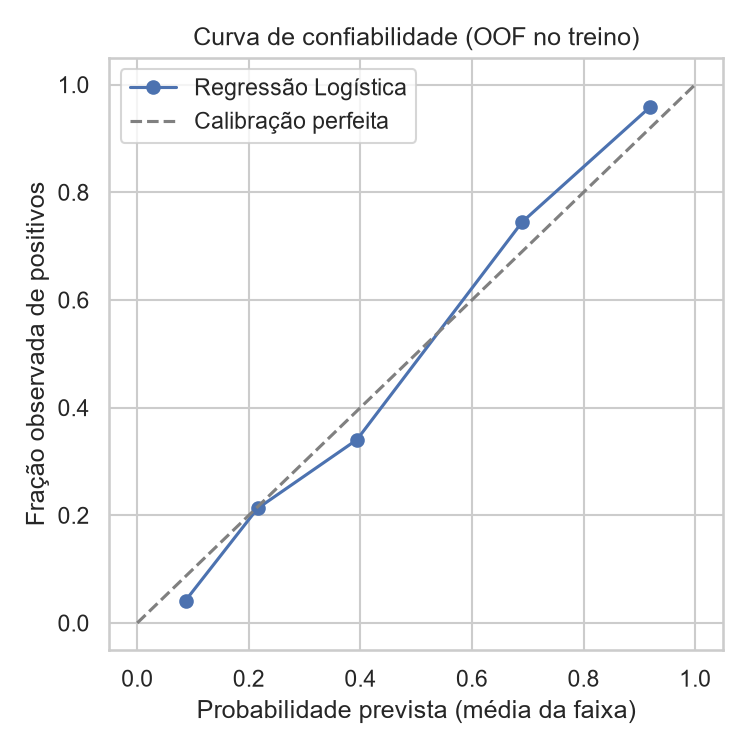 Curva de confiabilidade (OOF no treino)
Regressão Logística
Calibração perfeita
Fração observada de positivos
1.0
0.8
0.6
0.4
0.2
0.0
0.0 0.2 0.4 0.6 0.8 1.0
Probabilidade prevista (média da faixa)